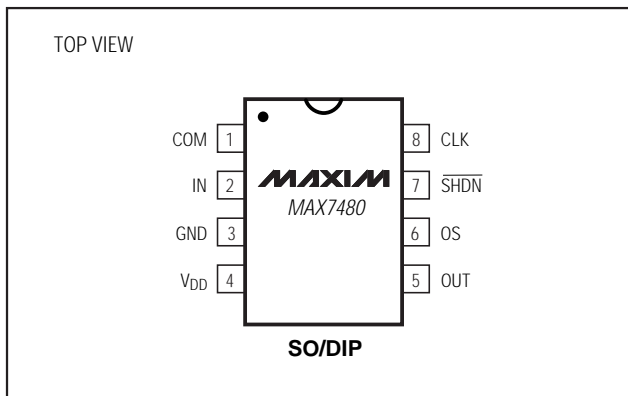 TOP VIEW
COM 1
8 CLK
IN 2
MAXIM
7 SHDN
MAX7480
GND 3
6 OS
VDD 4
5 OUT
SO/DIP